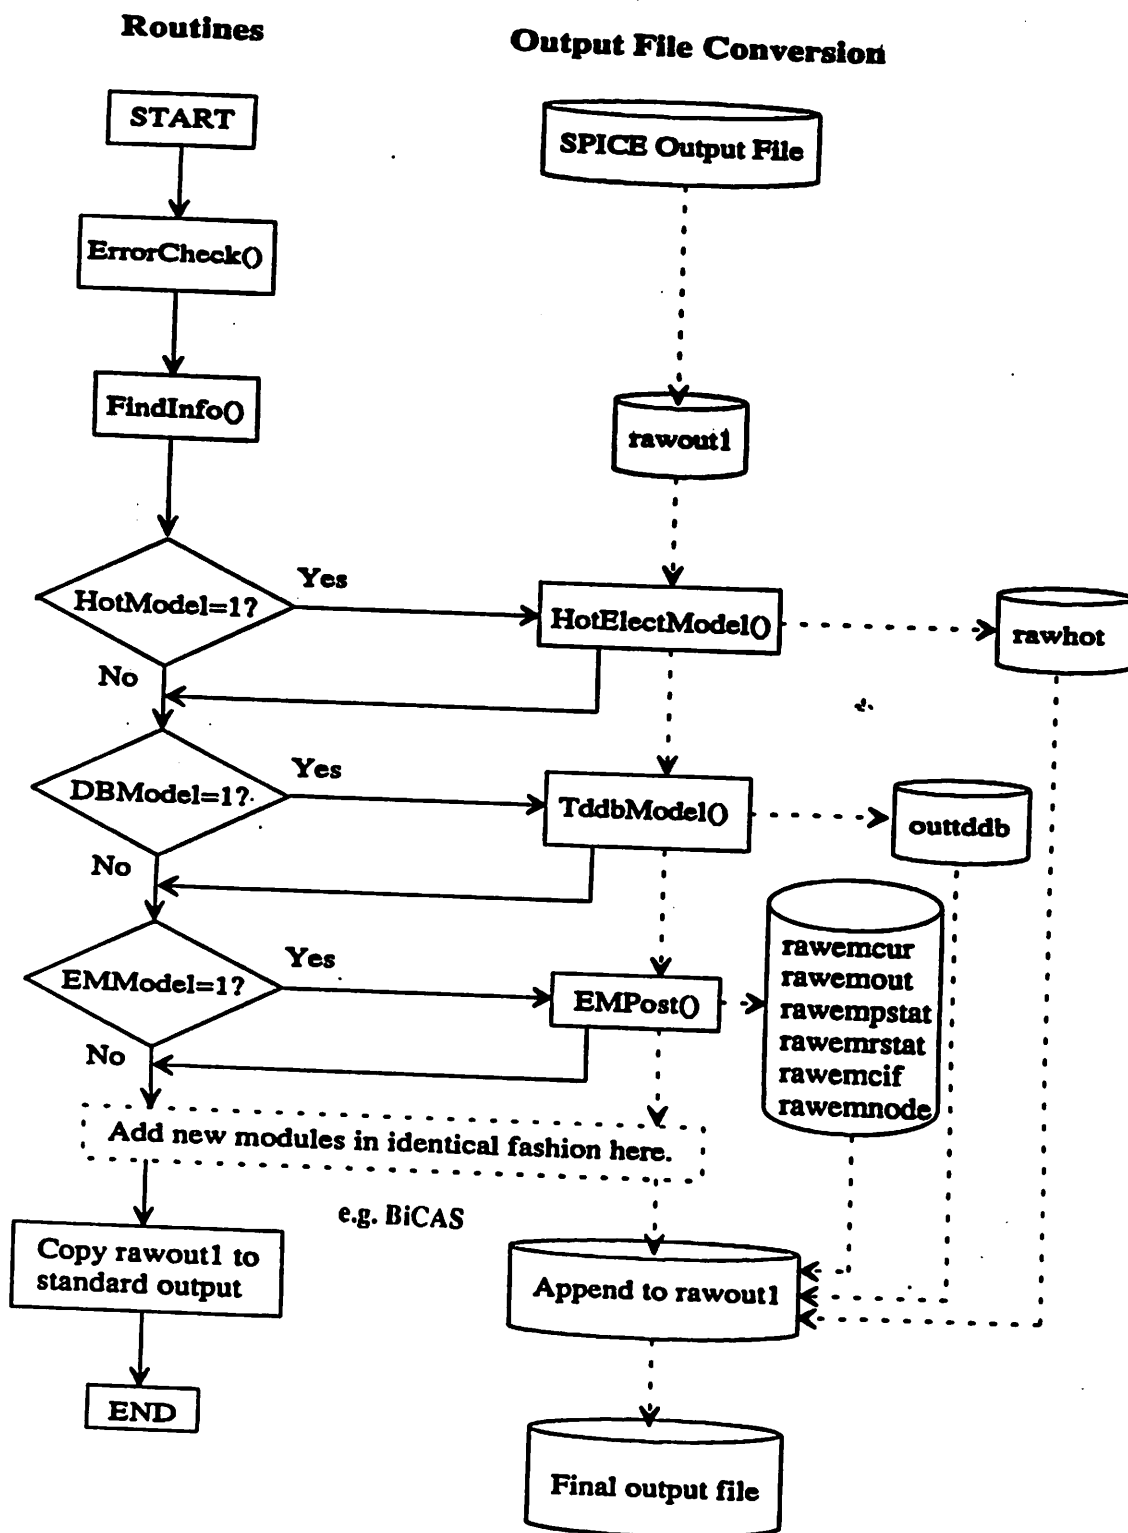 Routines
Output File Conversion
START
SPICE Output File
ErrorCheck()
FindInfo()
rawout1
HotModel=1?
Yes
HotElectModel()
rawhot
No
DBModel=1?
Yes
TddbModel()
outtddb
No
EMModel=1?
Yes
EMPost()
rawemcur
rawemout
rawempstat
rawemrstat
rawemcif
rawemnode
No
Add new modules in identical fashion here.
e.g. BiCAS
Copy rawout1 to
standard output
Append to rawout1
END
Final output file